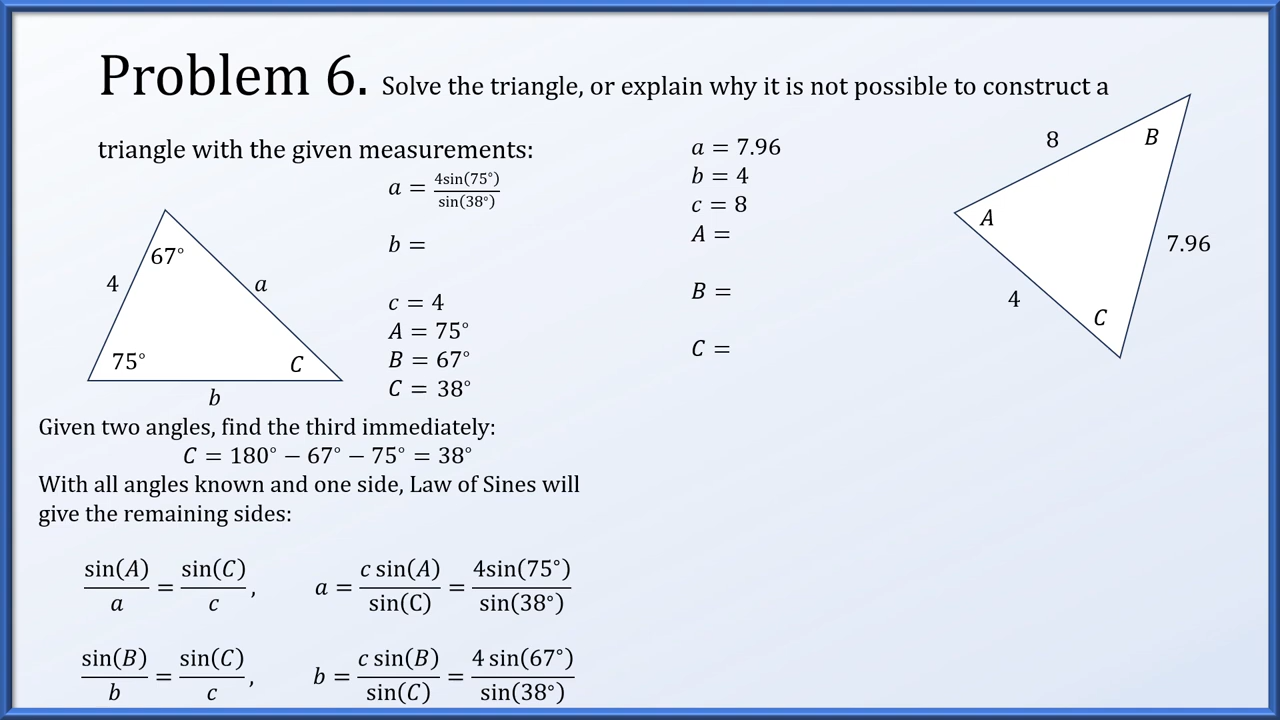 Problem 6. Solve the triangle, or explain why it is not possible to construct a
triangle with the given measurements:
67°
4
a
75°
C
b
a = 4sin(75°)/sin(38°)
b =
c = 4
A = 75°
B = 67°
C = 38°
Given two angles, find the third immediately:
C = 180° − 67° − 75° = 38°
With all angles known and one side, Law of Sines will
give the remaining sides:
sin(A)/a = sin(C)/c, a = c sin(A)/sin(C) = 4sin(75°)/sin(38°)
sin(B)/b = sin(C)/c, b = c sin(B)/sin(C) = 4 sin(67°)/sin(38°)
a = 7.96
b = 4
c = 8
A =
B =
C =
8
B
A
7.96
4
C